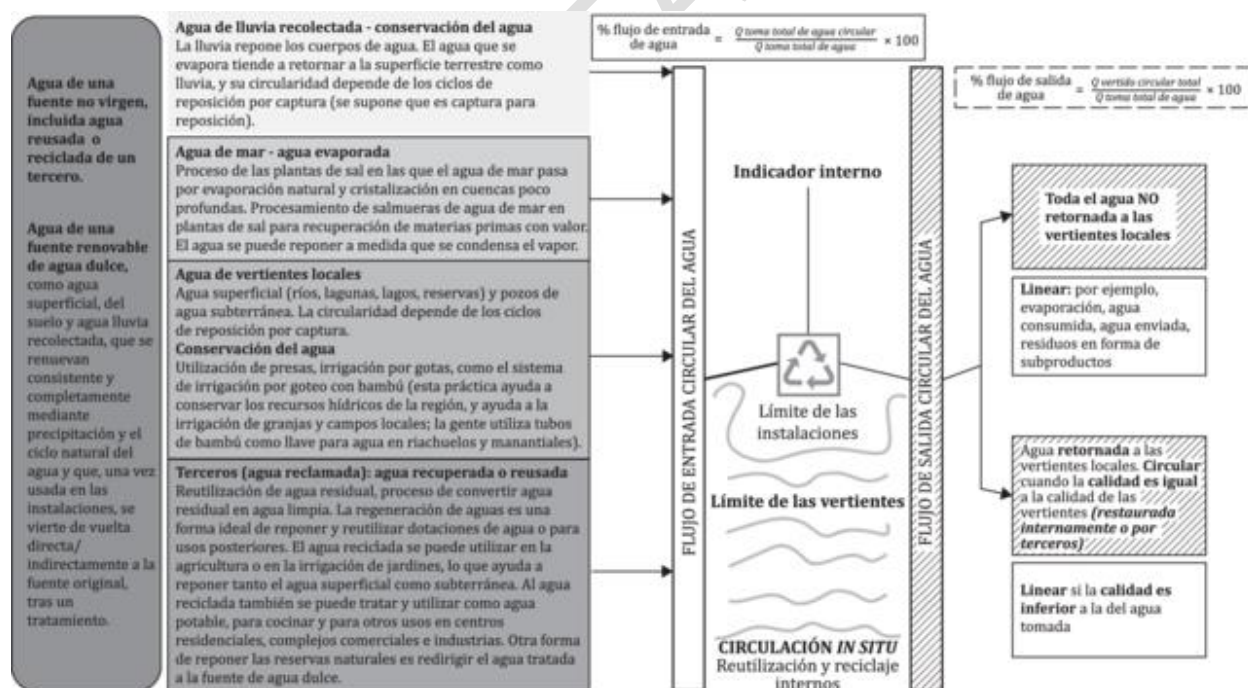 Agua de una
fuente no virgen,
incluida agua
reusada o
reciclada de un
tercero.
Agua de una
fuente renovable
de agua dulce,
como agua
superficial, del
suelo y agua lluvia
recolectada, que se
renuevan
consistente y
completamente
mediante
precipitación y el
ciclo natural del
agua y que, una vez
usada en las
instalaciones, se
vierte de vuelta
directa/
indirectamente a la
fuente original,
tras un
tratamiento.
Agua de lluvia recolectada - conservación del agua
La lluvia repone los cuerpos de agua. El agua que se
evapora tiende a retornar a la superficie terrestre como
lluvia, y su circularidad depende de los ciclos de
reposición por captura (se supone que es captura para
reposición).
Agua de mar - agua evaporada
Proceso de las plantas de sal en las que el agua de mar pasa
por evaporación natural y cristalización en cuencas poco
profundas. Procesamiento de salmueras de agua de mar en
plantas de sal para recuperación de materias primas con valor.
El agua se puede reponer a medida que se condensa el vapor.
Agua de vertientes locales
Agua superficial (ríos, lagunas, lagos, reservas) y pozos de
agua subterránea. La circularidad depende de los ciclos
de reposición por captura.
Conservación del agua
Utilización de presas, irrigación por gotas, como el sistema
de irrigación por goteo con bambú (esta práctica ayuda a
conservar los recursos hídricos de la región, y ayuda a la
irrigación de granjas y campos locales; la gente utiliza tubos
de bambú como llave para agua en riachuelos y manantiales).
Terceros (agua reclamada): agua recuperada o reusada
Reutilización de agua residual, proceso de convertir agua
residual en agua limpia. La regeneración de aguas es una
forma ideal de reponer y reutilizar dotaciones de agua o para
usos posteriores. El agua reciclada se puede utilizar en la
agricultura o en la irrigación de jardines, lo que ayuda a
reponer tanto el agua superficial como subterránea. Al agua
reciclada también se puede tratar y utilizar como agua
potable, para cocinar y para otros usos en centros
residenciales, complejos comerciales e industrias. Otra forma
de reponer las reservas naturales es redirigir el agua tratada
a la fuente de agua dulce.
% flujo de entrada de agua = Q toma total de agua circular / Q toma total de agua × 100
FLUJO DE ENTRADA CIRCULAR DEL AGUA
Indicador interno
Límite de las
instalaciones
Límite de las vertientes
CIRCULACIÓN IN SITU
Reutilización y reciclaje
internos
FLUJO DE SALIDA CIRCULAR DEL AGUA
% flujo de salida de agua = Q vertido circular total / Q toma total de agua × 100
Toda el agua NO
retornada a las
vertientes locales
Linear: por ejemplo,
evaporación, agua
consumida, agua enviada,
residuos en forma de
subproductos
Agua retornada a las
vertientes locales. Circular
cuando la calidad es igual
a la calidad de las
vertientes (restaurada
internamente o por
terceros)
Linear si la calidad es
inferior a la del agua
tomada